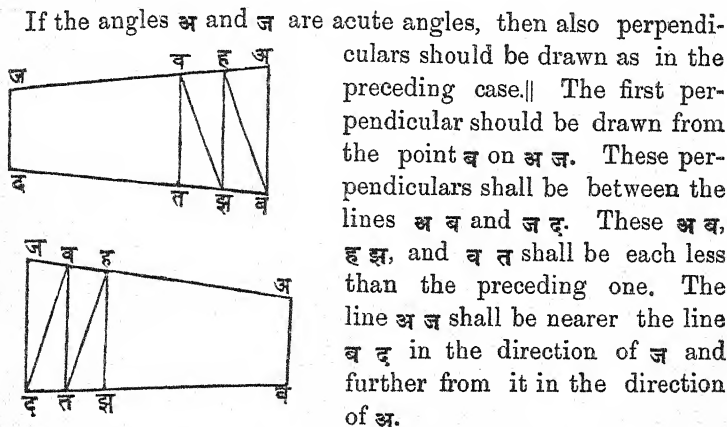 If the angles अ and ज are acute angles, then also perpendi-
culars should be drawn as in the
preceding case.|| The first per-
pendicular should be drawn from
the point ब on अ ज. These per-
pendiculars shall be between the
lines अ ब and ज द. These अ ब,
ह झ, and व त shall be each less
than the preceding one. The
line अ ज shall be nearer the line
ब द in the direction of ज and
further from it in the direction
of अ.
ज व ह अ
द त झ ब
ज व ह अ
द त झ ब